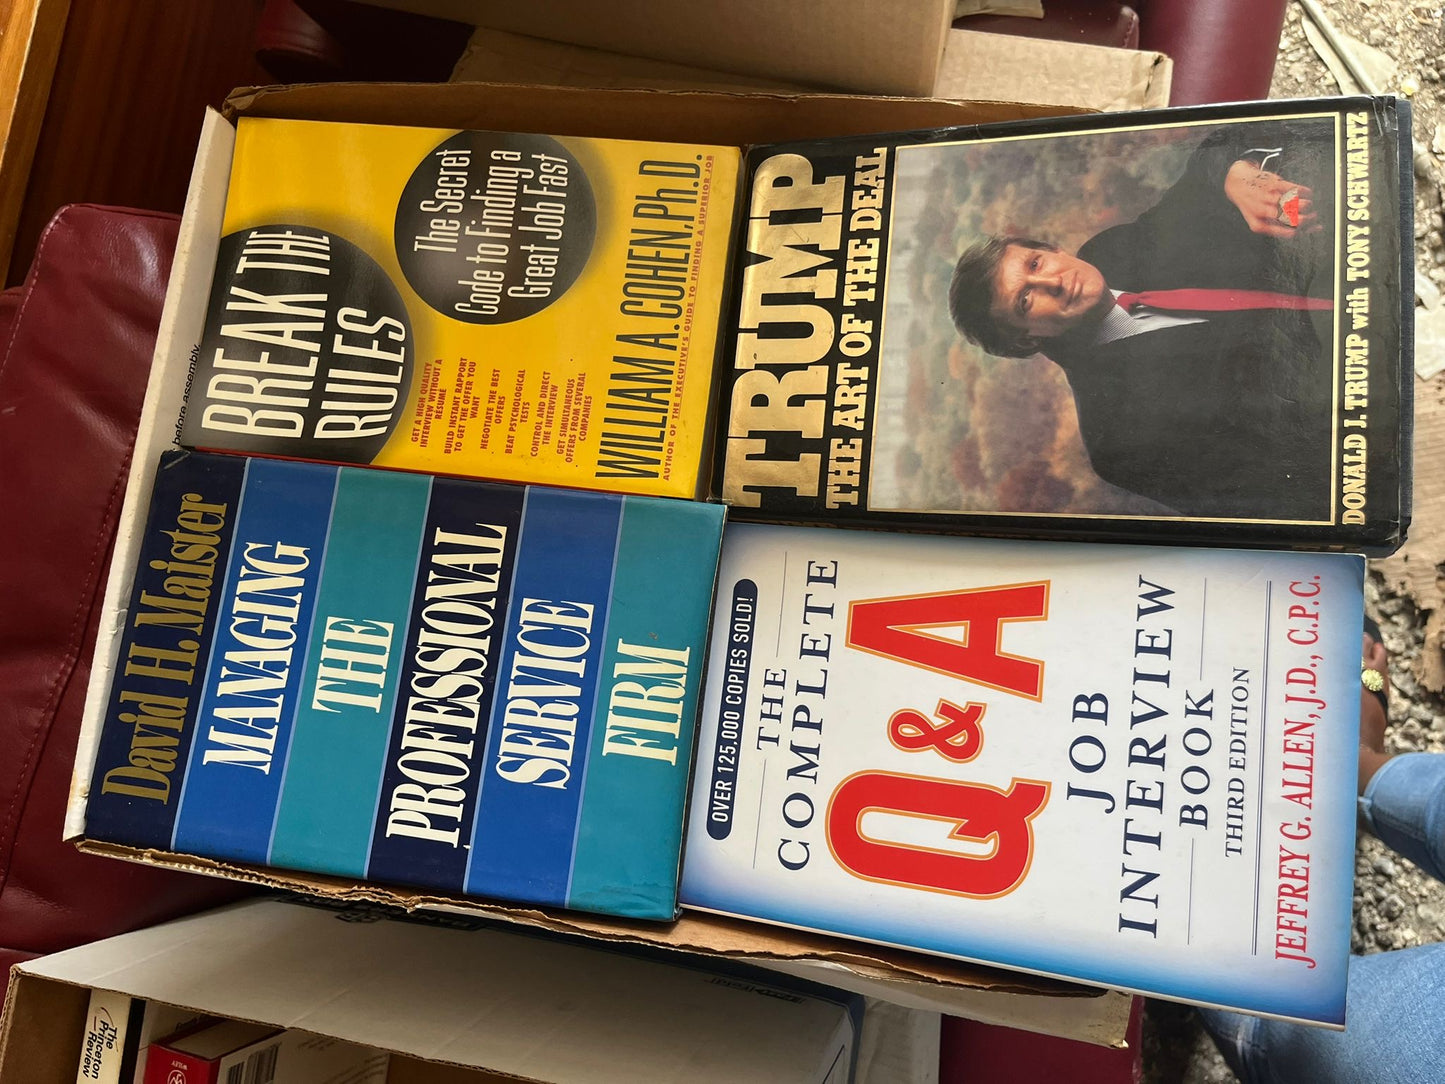 BREAK THE
RULES
The Secret
Code to Finding a
Great Job Fast
GET A HIGH QUALITY
INTERVIEW WITHOUT A
RÉSUMÉ
BUILD INSTANT RAPPORT
TO GET THE OFFER YOU
WANT
NEGOTIATE THE BEST
OFFERS
BEAT PSYCHOLOGICAL
TESTS
CONTROL AND DIRECT
THE INTERVIEW
GET SIMULTANEOUS
OFFERS FROM SEVERAL
COMPANIES
WILLIAM A. COHEN, Ph.D.
AUTHOR OF THE EXECUTIVE'S GUIDE TO FINDING A SUPERIOR JOB
TRUMP
THE ART OF THE DEAL
DONALD J. TRUMP with TONY SCHWARTZ
David H. Maister
MANAGING
THE
PROFESSIONAL
SERVICE
FIRM
OVER 125,000 COPIES SOLD!
THE
COMPLETE
Q&A
JOB
INTERVIEW
BOOK
THIRD EDITION
JEFFREY G. ALLEN, J.D., C.P.C.
before assembly.
The
Princeton
Review
WILEY